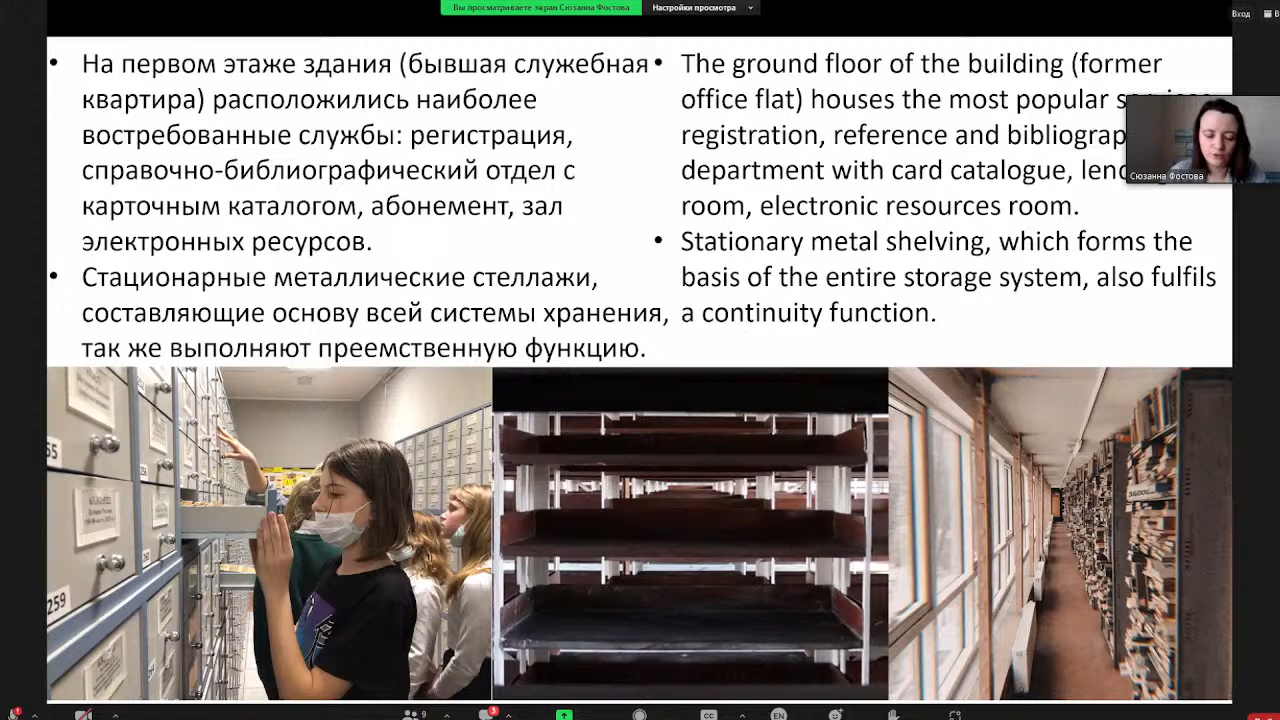 Вы просматриваете экран Сюзанна Фостова
Настройки просмотра
Вход
• На первом этаже здания (бывшая служебная
квартира) расположились наиболее
востребованные службы: регистрация,
справочно-библиографический отдел с
карточным каталогом, абонемент, зал
электронных ресурсов.
• Стационарные металлические стеллажи,
составляющие основу всей системы хранения,
так же выполняют преемственную функцию.
• The ground floor of the building (former
office flat) houses the most popular
registration, reference and
department with card catalogue,
room, electronic resources room.
• Stationary metal shelving, which forms the
basis of the entire storage system, also fulfils
a continuity function.
Сюзанна Фостова
259
9
3
CC
EN